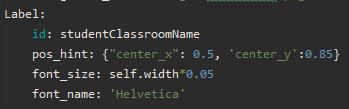 Label:
id: studentClassroomName
pos_hint: {"center_x": 0.5, 'center_y':0.85}
font_size: self.width*0.05
font_name: 'Helvetica'